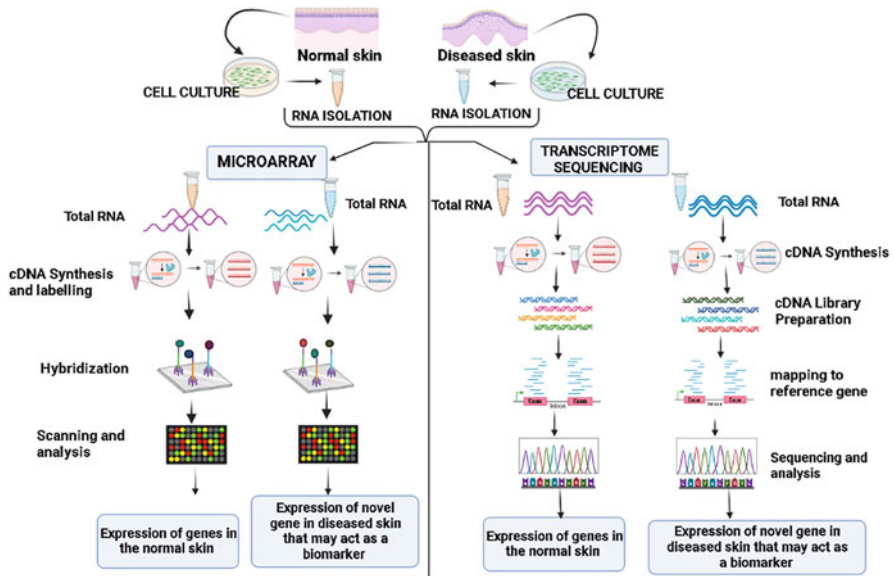 Normal skin
Diseased skin
CELL CULTURE
CELL CULTURE
RNA ISOLATION
RNA ISOLATION
MICROARRAY
TRANSCRIPTOME
SEQUENCING
Total RNA
Total RNA
Total RNA
Total RNA
cDNA Synthesis
and labelling
cDNA Synthesis
cDNA Library
Preparation
Hybridization
mapping to
reference gene
Exons
Exons
Scanning and
analysis
Sequencing and
analysis
Expression of genes in
the normal skin
Expression of novel
gene in diseased skin
that may act as a
biomarker
Expression of genes in
the normal skin
Expression of novel gene in
diseased skin that may act as
a biomarker